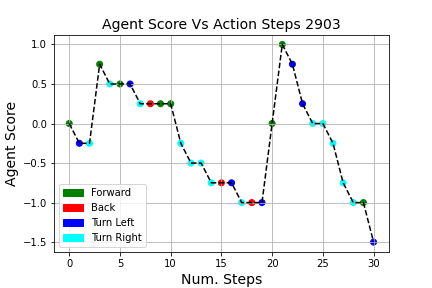 Agent Score Vs Action Steps 2903
1.0
0.5
0.0
−0.5
−1.0
−1.5
Agent Score
Forward
Back
Turn Left
Turn Right
0 5 10 15 20 25 30
Num. Steps